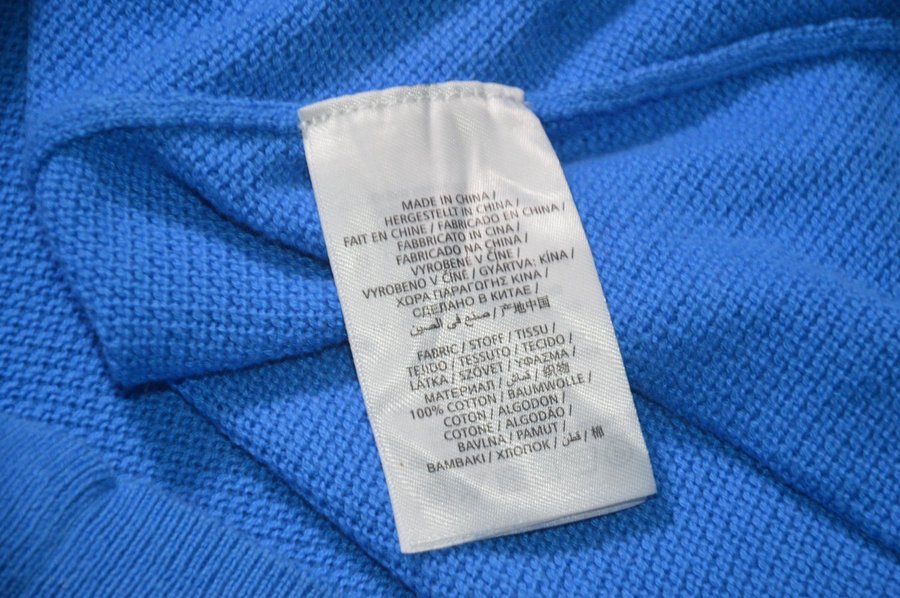 MADE IN CHINA /
HERGESTELLT IN CHINA /
FAIT EN CHINE / FABRICADO EN CHINA /
FABBRICATO IN CINA /
FABRICADO NA CHINA /
VYROBENE V ČÍNE /
VYROBENO V ČÍNĚ / GYÁRTVA: KÍNA /
ΧΩΡΑ ΠΑΡΑΓΩΓΗΣ ΚΙΝΑ /
СДЕЛАНО В КИТАЕ /
صنع في الصين / 产地中国
FABRIC / STOFF / TISSU /
TEJIDO / TESSUTO / TECIDO /
LÁTKA / SZÖVET / ΥΦΑΣΜΑ /
МАТЕРИАЛ / قماش / 织物
100% COTTON / BAUMWOLLE /
COTON / ALGODON /
COTONE / ALGODÃO /
BAVLNA / PAMUT /
ΒΑΜΒΑΚΙ / ХЛОПОК / قطن / 棉